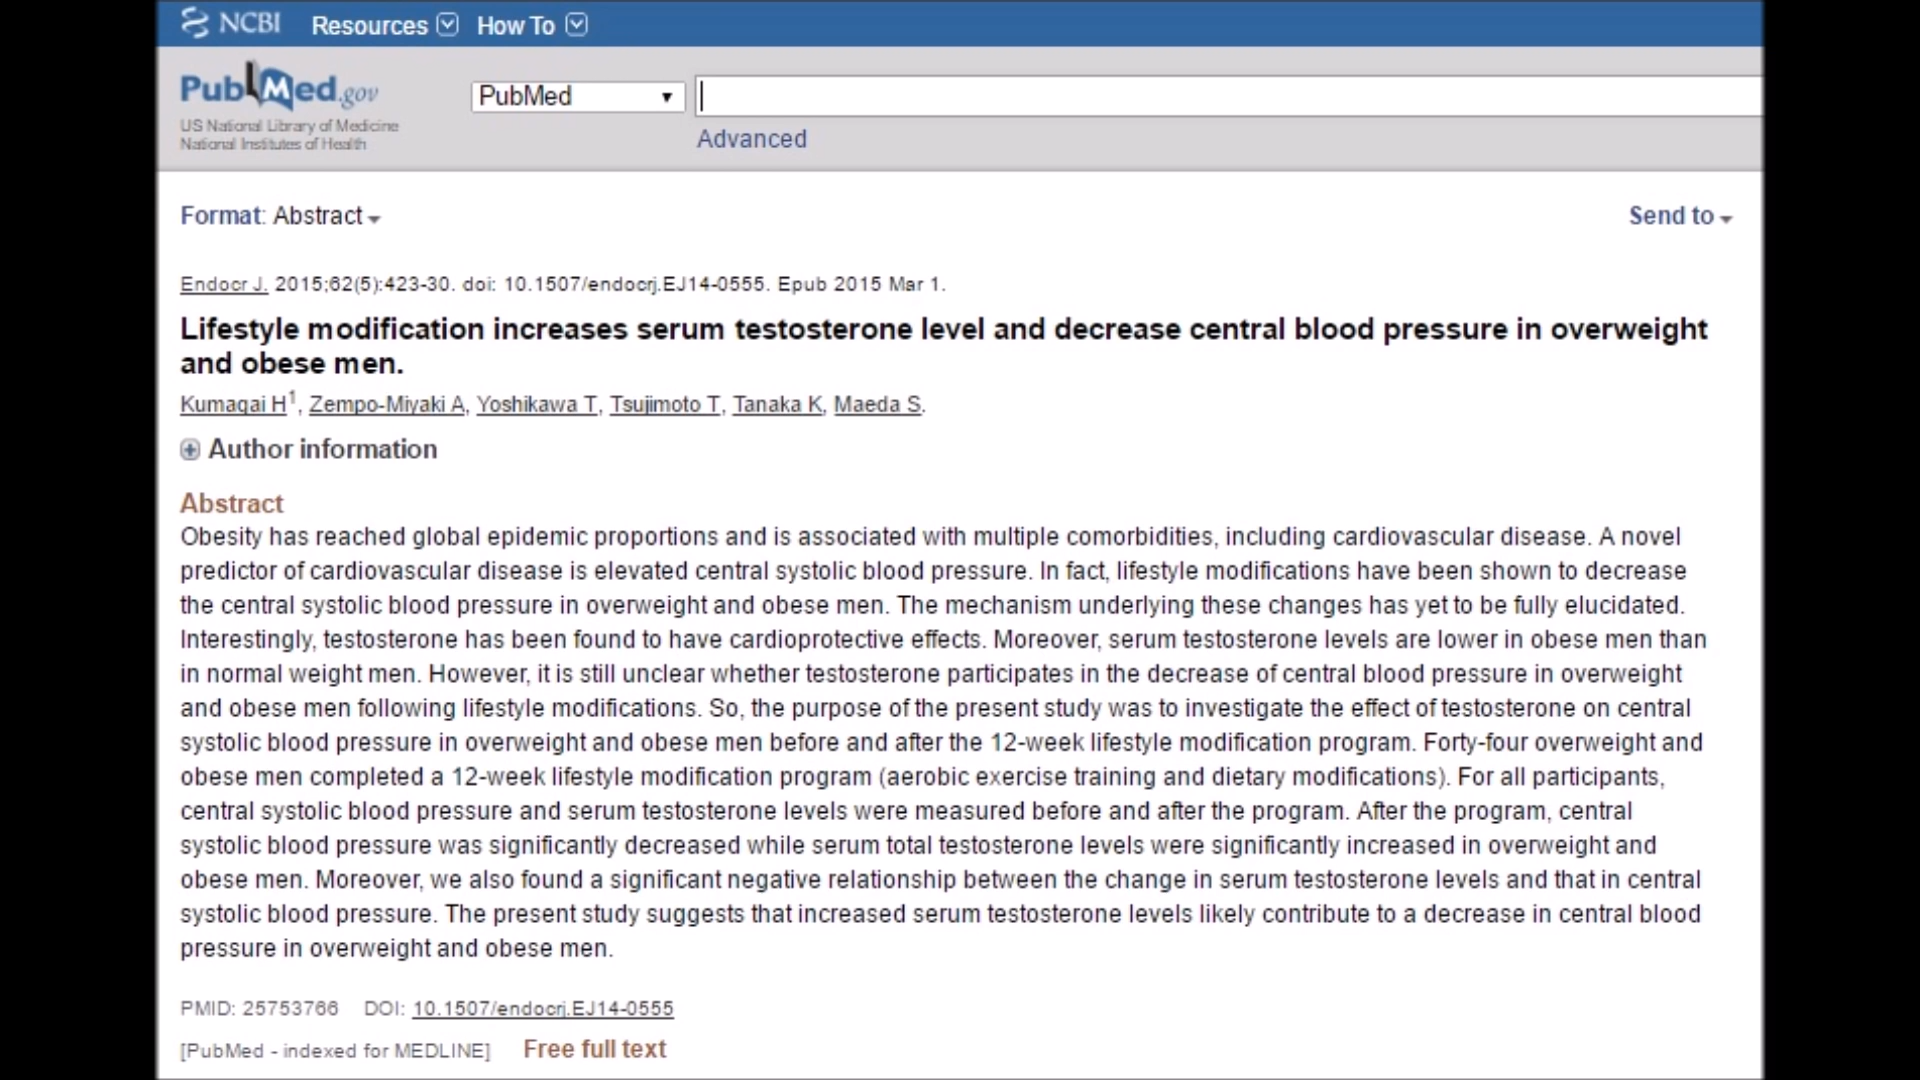 NCBI Resources How To
PubMed.gov
US National Library of Medicine
National Institutes of Health
PubMed
Advanced
Format: Abstract
Send to
Endocr J. 2015;62(5):423-30. doi: 10.1507/endocrj.EJ14-0555. Epub 2015 Mar 1.
Lifestyle modification increases serum testosterone level and decrease central blood pressure in overweight
and obese men.
Kumagai H1, Zempo-Miyaki A, Yoshikawa T, Tsujimoto T, Tanaka K, Maeda S.
Author information
Abstract
Obesity has reached global epidemic proportions and is associated with multiple comorbidities, including cardiovascular disease. A novel
predictor of cardiovascular disease is elevated central systolic blood pressure. In fact, lifestyle modifications have been shown to decrease
the central systolic blood pressure in overweight and obese men. The mechanism underlying these changes has yet to be fully elucidated.
Interestingly, testosterone has been found to have cardioprotective effects. Moreover, serum testosterone levels are lower in obese men than
in normal weight men. However, it is still unclear whether testosterone participates in the decrease of central blood pressure in overweight
and obese men following lifestyle modifications. So, the purpose of the present study was to investigate the effect of testosterone on central
systolic blood pressure in overweight and obese men before and after the 12-week lifestyle modification program. Forty-four overweight and
obese men completed a 12-week lifestyle modification program (aerobic exercise training and dietary modifications). For all participants,
central systolic blood pressure and serum testosterone levels were measured before and after the program. After the program, central
systolic blood pressure was significantly decreased while serum total testosterone levels were significantly increased in overweight and
obese men. Moreover, we also found a significant negative relationship between the change in serum testosterone levels and that in central
systolic blood pressure. The present study suggests that increased serum testosterone levels likely contribute to a decrease in central blood
pressure in overweight and obese men.
PMID: 25753766 DOI: 10.1507/endocrj.EJ14-0555
[PubMed - indexed for MEDLINE] Free full text